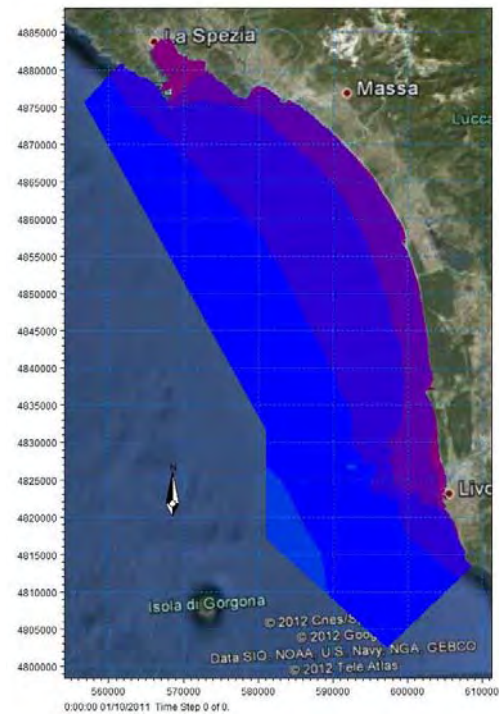 4885000
La Spezia
4880000
Massa
4875000
Lucca
4870000
4865000
4860000
4855000
4850000
4845000
4840000
4835000
4830000
4825000
Livo
N
4820000
4815000
4810000
Isola di Gorgona
© 2012 Cnes/S
4805000
© 2012 Goog
Data SIO, NOAA, U.S. Navy, NGA, GEBCO
© 2012 Tele Atlas
4800000
560000 570000 580000 590000 600000 610000
0:00:00 01/10/2011 Time Step 0 of 0.